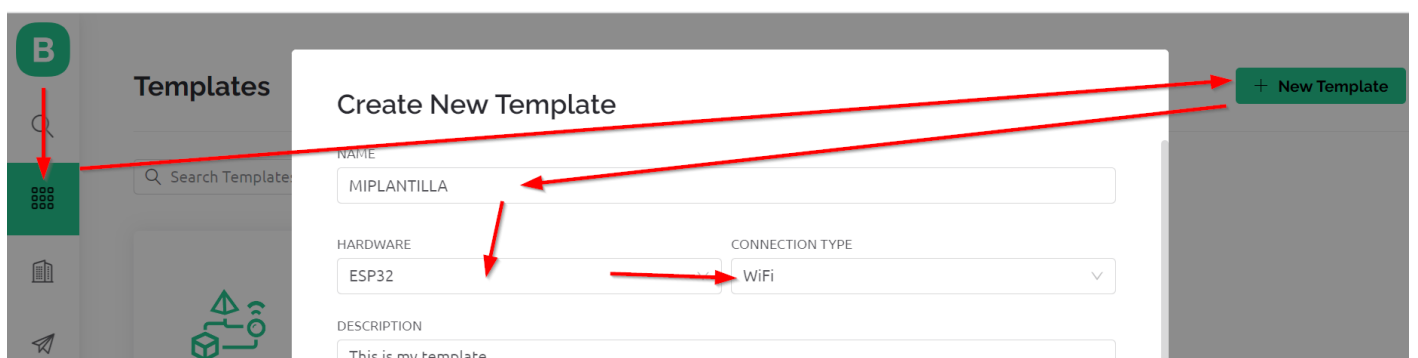 B
Templates
+ New Template
Search Template
Create New Template
NAME
MIPLANTILLA
HARDWARE
CONNECTION TYPE
ESP32
WiFi
DESCRIPTION
This is my template